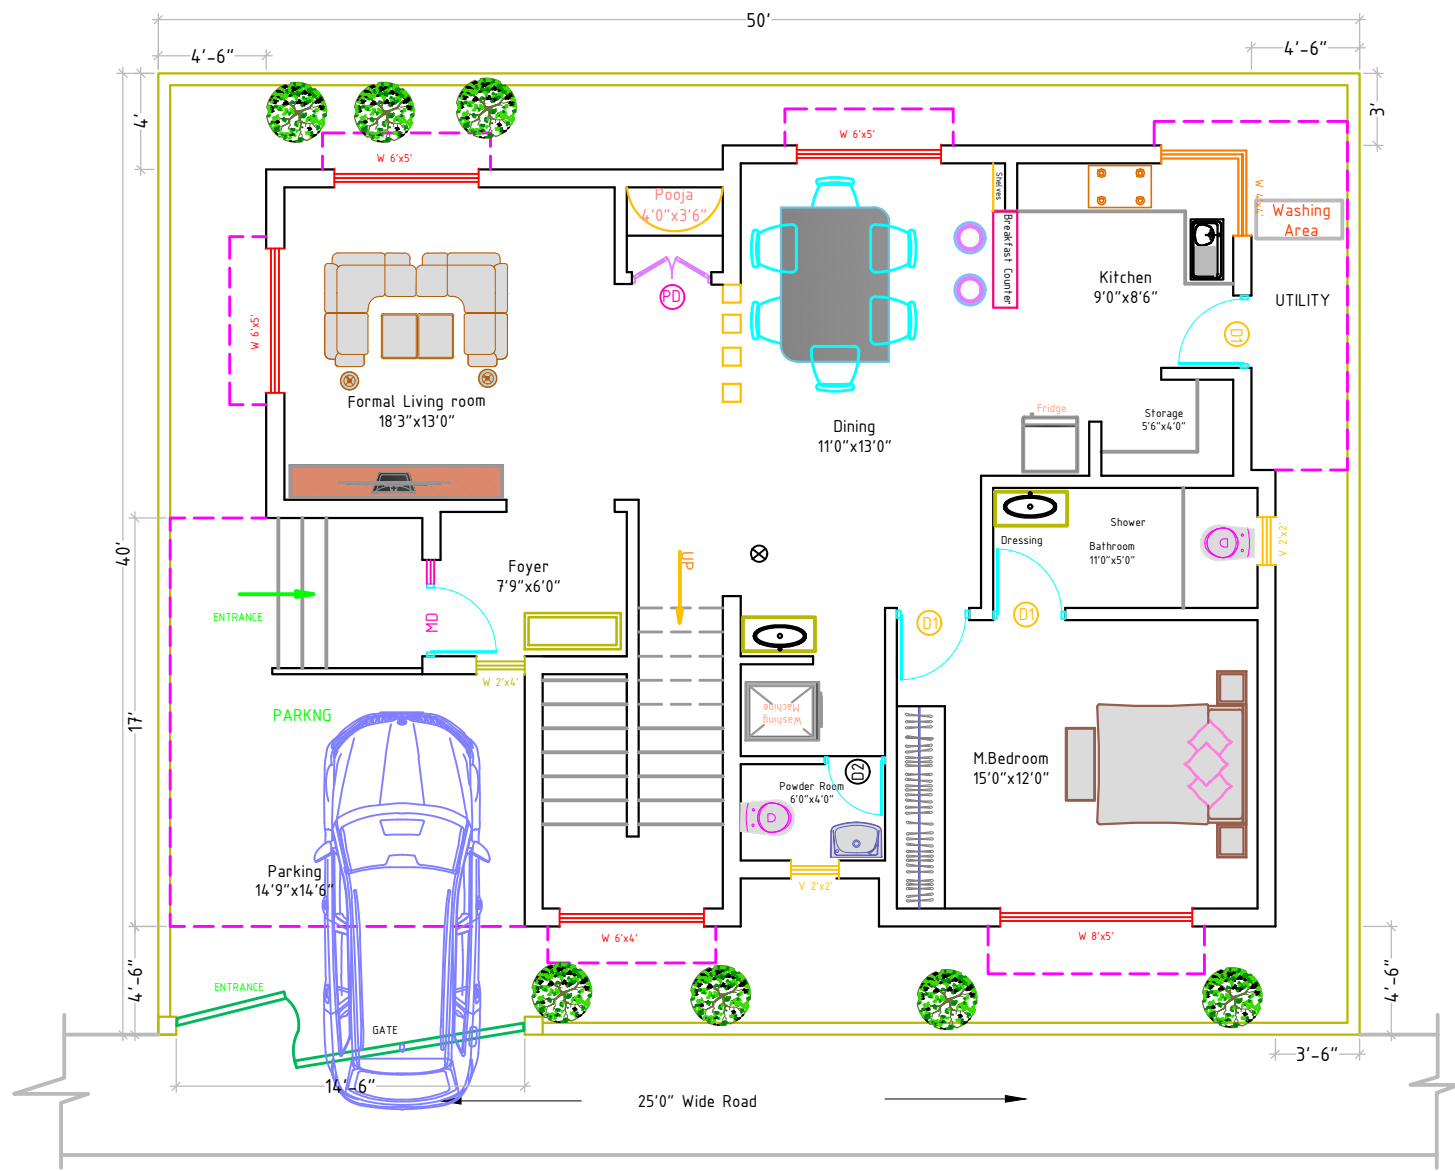 50'
4'-6"
4'-6"
4'
3'
W 6'x5'
W 6'x5'
Pooja
4'0"x3'6"
Shelves
W 4'x4'
Washing
Area
Breakfast Counter
Kitchen
9'0"x8'6"
UTILITY
PD
D1
W 6'x5'
Formal Living room
18'3"x13'0"
Fridge
Storage
5'6"x4'0"
Dining
11'0"x13'0"
40'
Shower
Dressing
Bathroom
11'0"x5'0"
V 2'x2'
UP
Foyer
7'9"x6'0"
ENTRANCE
MD
D1
D1
W 2'x4'
PARKNG
17'
Washing
Machine
M.Bedroom
15'0"x12'0"
D2
Powder Room
6'0"x4'0"
Parking
14'9"x14'6"
V 2'x2'
W 6'x4'
W 8'x5'
4'-6"
4'-6"
ENTRANCE
GATE
3'-6"
14'-6"
25'0" Wide Road